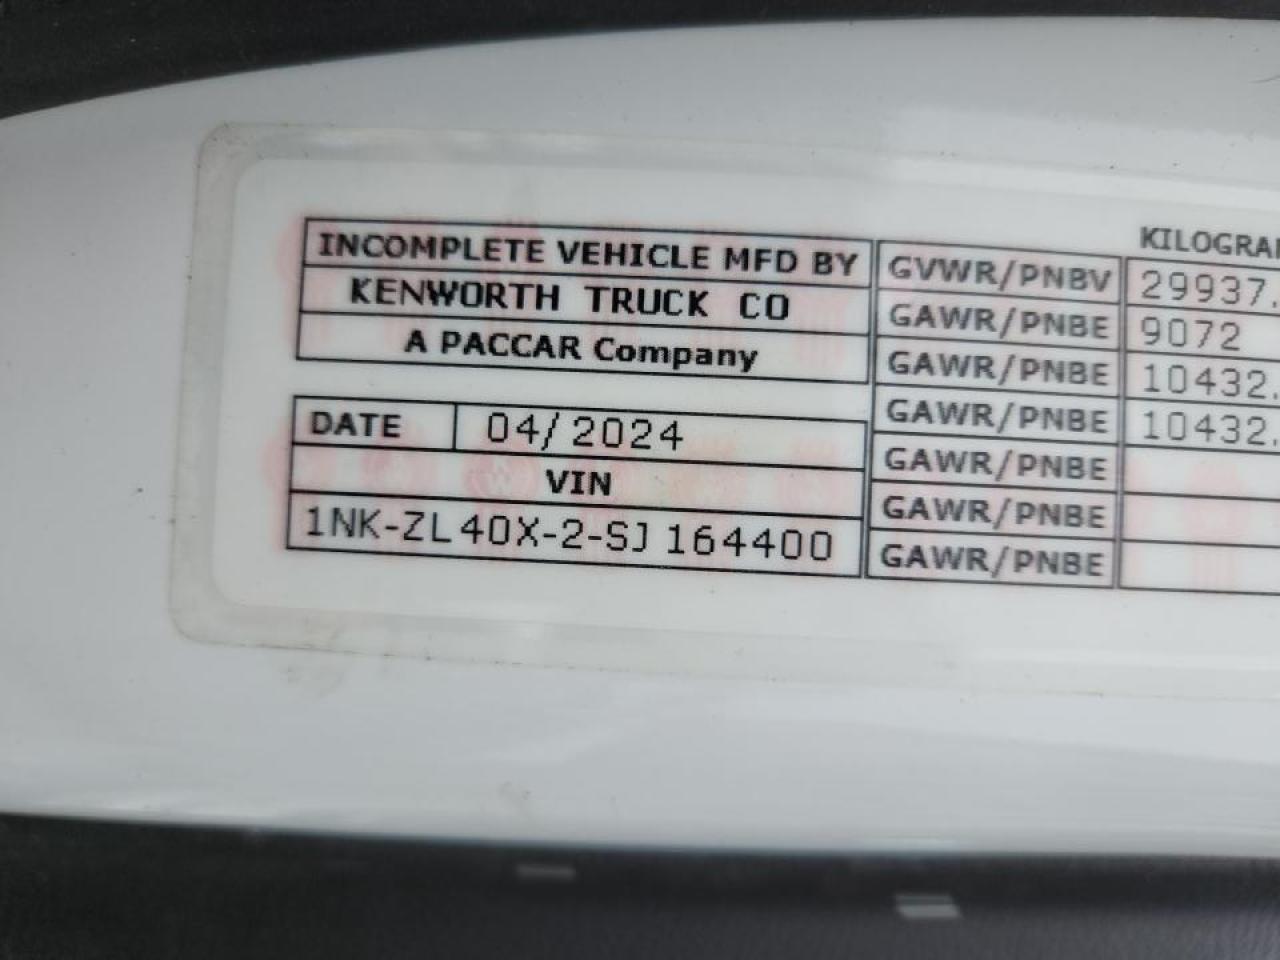 INCOMPLETE VEHICLE MFD BY
KENWORTH TRUCK CO
A PACCAR Company
DATE 04/2024
VIN
1NK-ZL40X-2-SJ164400
KILOGRA
GVWR/PNBV 29937.
GAWR/PNBE 9072
GAWR/PNBE 10432.
GAWR/PNBE 10432.
GAWR/PNBE
GAWR/PNBE
GAWR/PNBE